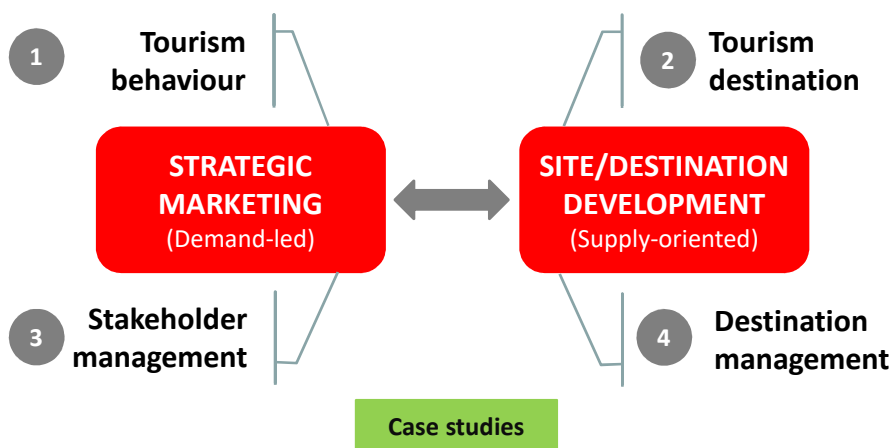 1
Tourism
behaviour
2
Tourism
destination
STRATEGIC
MARKETING
(Demand-led)
SITE/DESTINATION
DEVELOPMENT
(Supply-oriented)
3
Stakeholder
management
4
Destination
management
Case studies